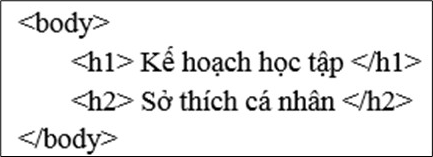 <body>
<h1> Kế hoạch học tập </h1>
<h2> Sở thích cá nhân </h2>
</body>